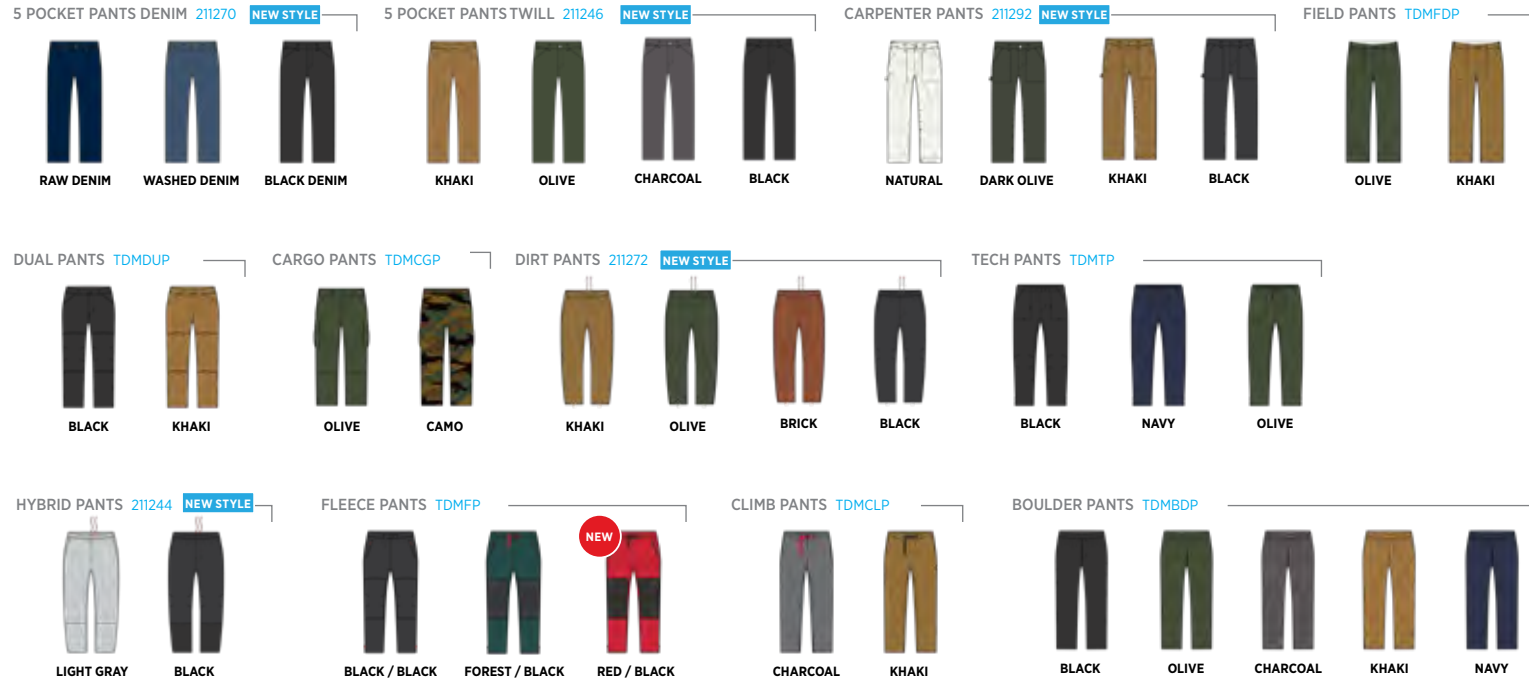 5 POCKET PANTS DENIM 211270 NEW STYLE
5 POCKET PANTS TWILL 211246 NEW STYLE
CARPENTER PANTS 211292 NEW STYLE
FIELD PANTS TDMFDP
RAW DENIM WASHED DENIM BLACK DENIM
KHAKI OLIVE CHARCOAL BLACK
NATURAL DARK OLIVE KHAKI BLACK
OLIVE KHAKI
DUAL PANTS TDMDUP
CARGO PANTS TDMCGP
DIRT PANTS 211272 NEW STYLE
TECH PANTS TDMTP
BLACK KHAKI
OLIVE CAMO
KHAKI OLIVE BRICK BLACK
BLACK NAVY OLIVE
HYBRID PANTS 211244 NEW STYLE
FLEECE PANTS TDMFP
CLIMB PANTS TDMCLP
BOULDER PANTS TDMBDP
NEW
LIGHT GRAY BLACK
BLACK / BLACK FOREST / BLACK RED / BLACK
CHARCOAL KHAKI
BLACK OLIVE CHARCOAL KHAKI NAVY